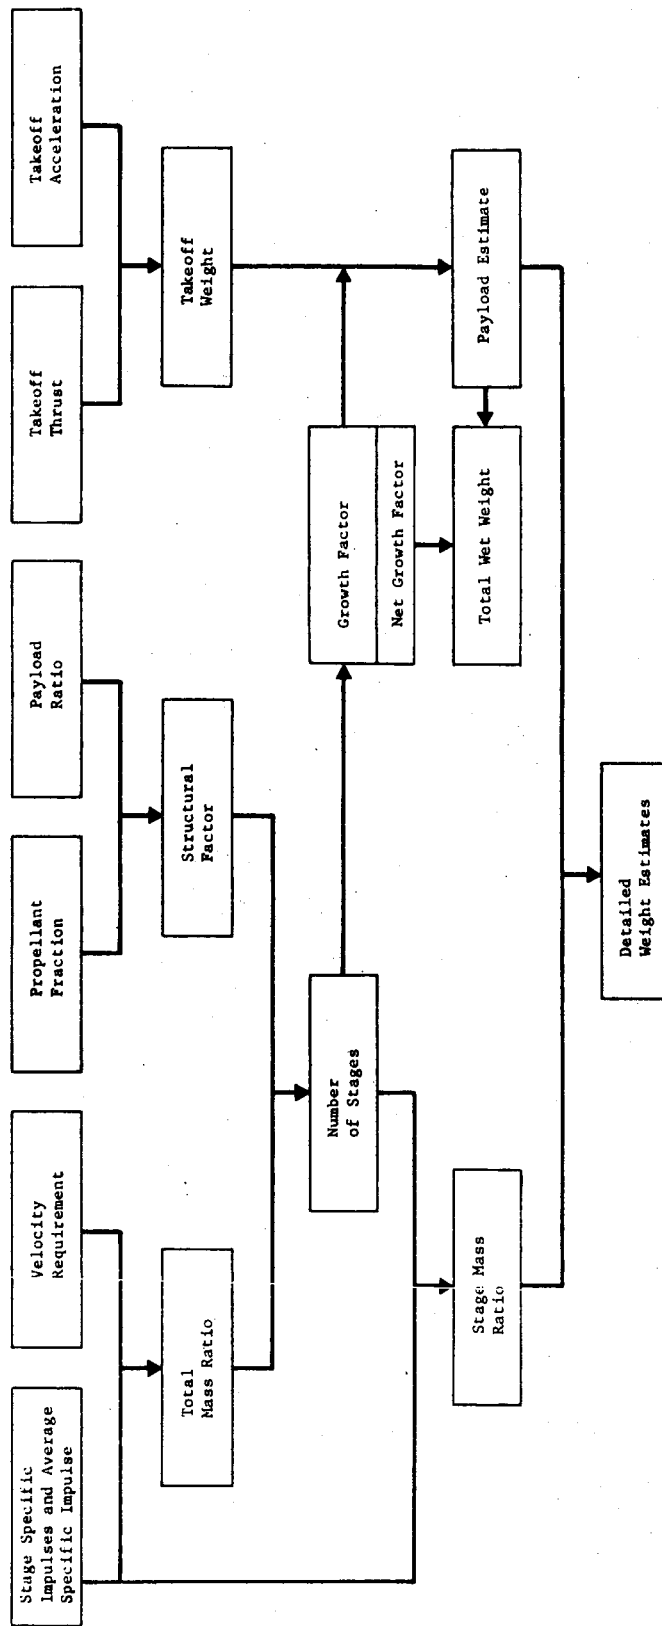 Stage Specific
Impulses and Average
Specific Impulse
Velocity
Requirement
Propellant
Fraction
Payload
Ratio
Takeoff
Thrust
Takeoff
Acceleration
Total
Mass Ratio
Structural
Factor
Takeoff
Weight
Number
of Stages
Growth Factor
Net Growth Factor
Stage Mass
Ratio
Total Wet Weight
Payload Estimate
Detailed
Weight Estimates